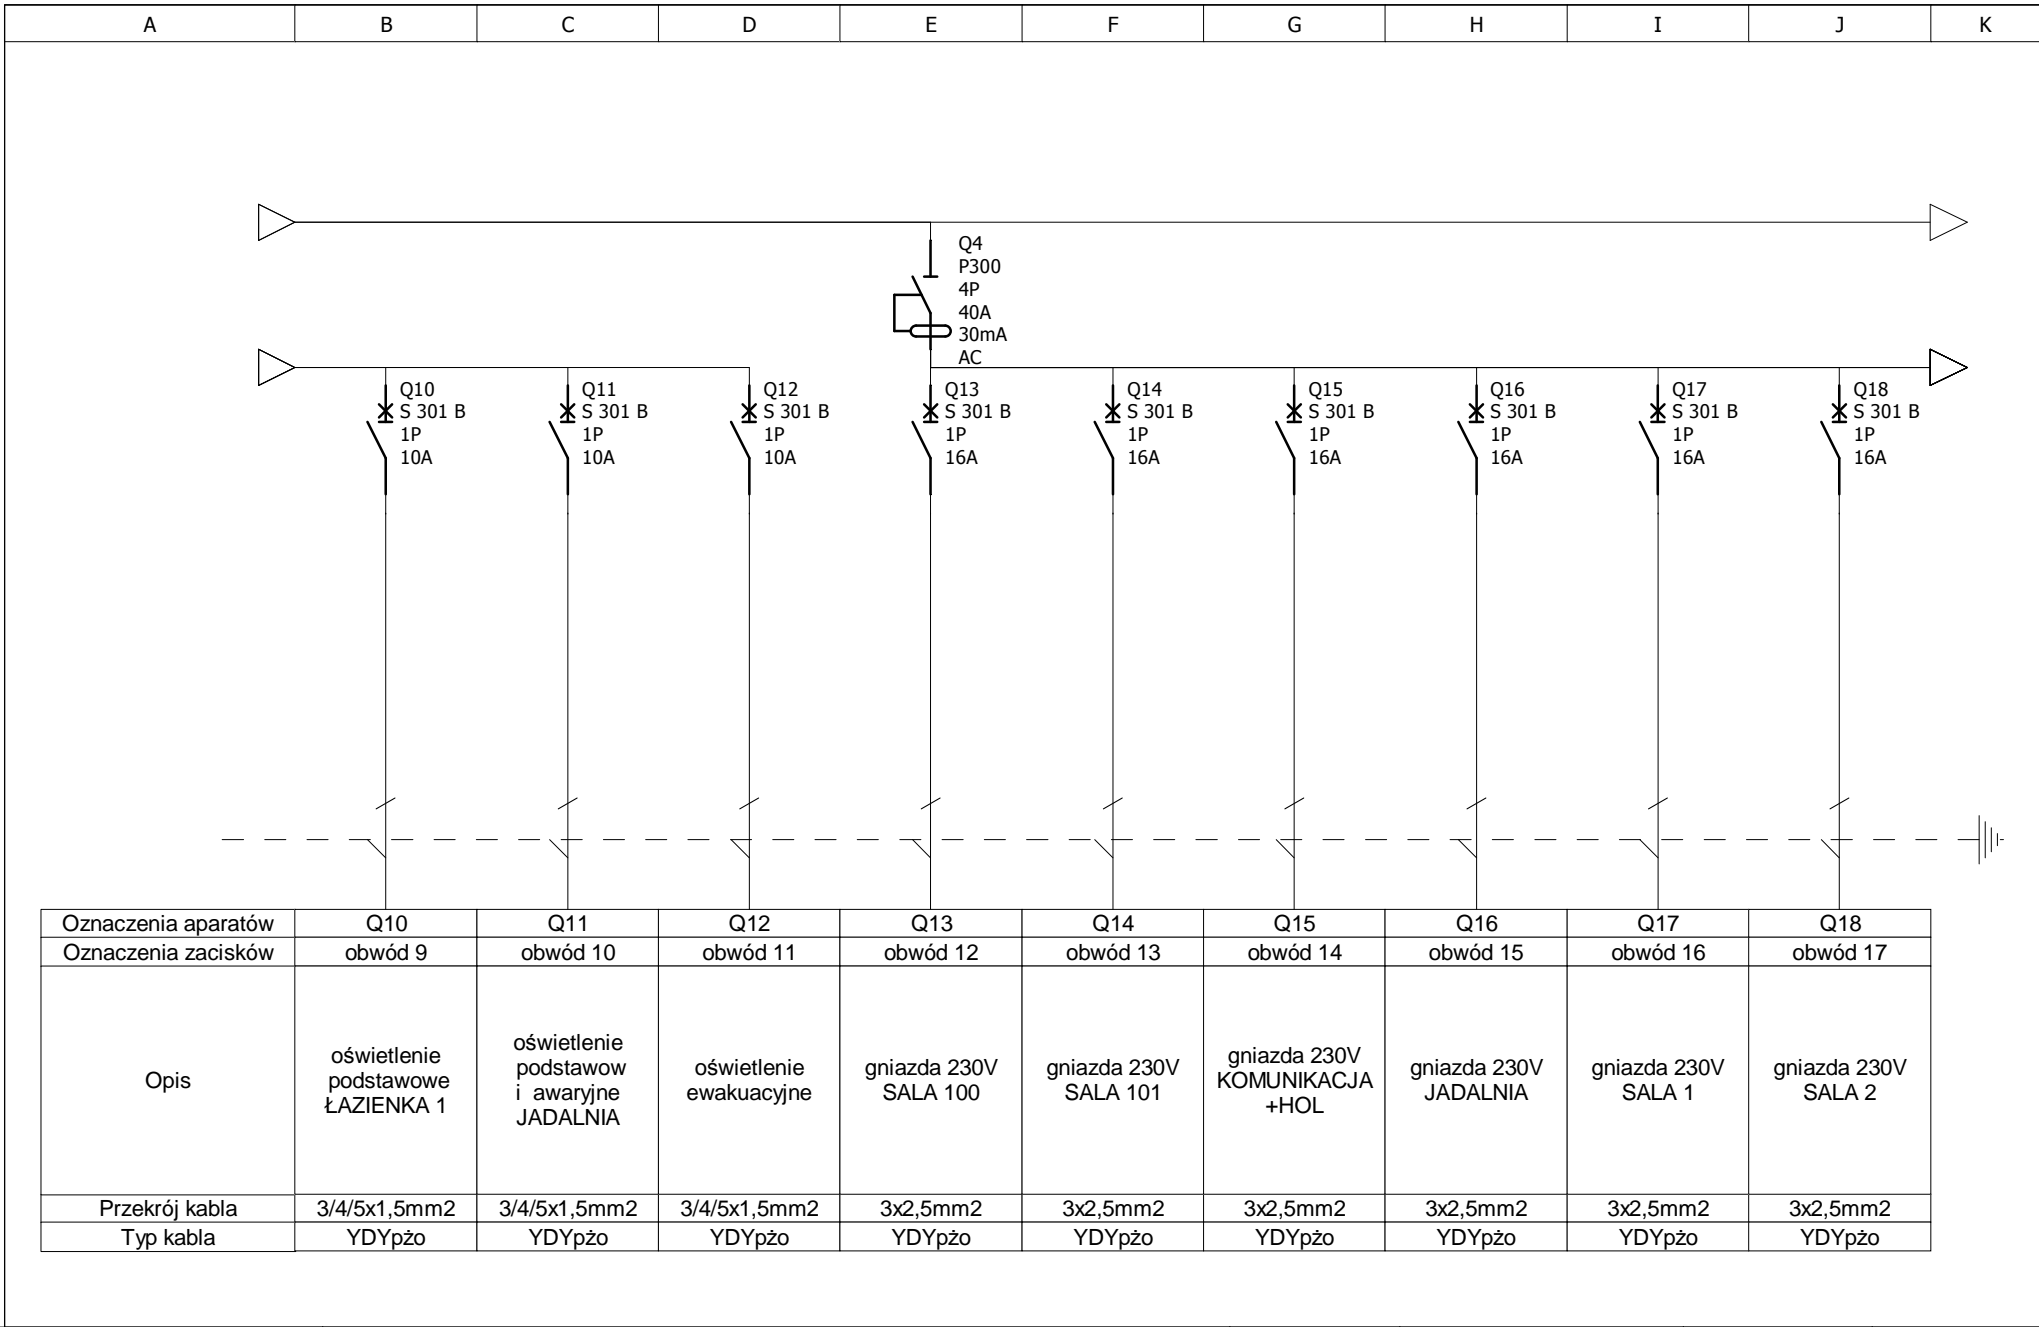 A B C D E F G H I J K
Q4
P300
4P
40A
30mA
AC
Q10 Q11 Q12 Q13 Q14 Q15 Q16 Q17 Q18
S 301 B S 301 B S 301 B S 301 B S 301 B S 301 B S 301 B S 301 B S 301 B
1P 1P 1P 1P 1P 1P 1P 1P 1P
10A 10A 10A 16A 16A 16A 16A 16A 16A
Oznaczenia aparatów Q10 Q11 Q12 Q13 Q14 Q15 Q16 Q17 Q18
Oznaczenia zacisków obwód 9 obwód 10 obwód 11 obwód 12 obwód 13 obwód 14 obwód 15 obwód 16 obwód 17
Opis
oświetlenie
podstawowe
ŁAZIENKA 1
oświetlenie
podstawow
i awaryjne
JADALNIA
oświetlenie
ewakuacyjne
gniazda 230V
SALA 100
gniazda 230V
SALA 101
gniazda 230V
KOMUNIKACJA
+HOL
gniazda 230V
JADALNIA
gniazda 230V
SALA 1
gniazda 230V
SALA 2
Przekrój kabla 3/4/5x1,5mm2 3/4/5x1,5mm2 3/4/5x1,5mm2 3x2,5mm2 3x2,5mm2 3x2,5mm2 3x2,5mm2 3x2,5mm2 3x2,5mm2
Typ kabla YDYpżo YDYpżo YDYpżo YDYpżo YDYpżo YDYpżo YDYpżo YDYpżo YDYpżo